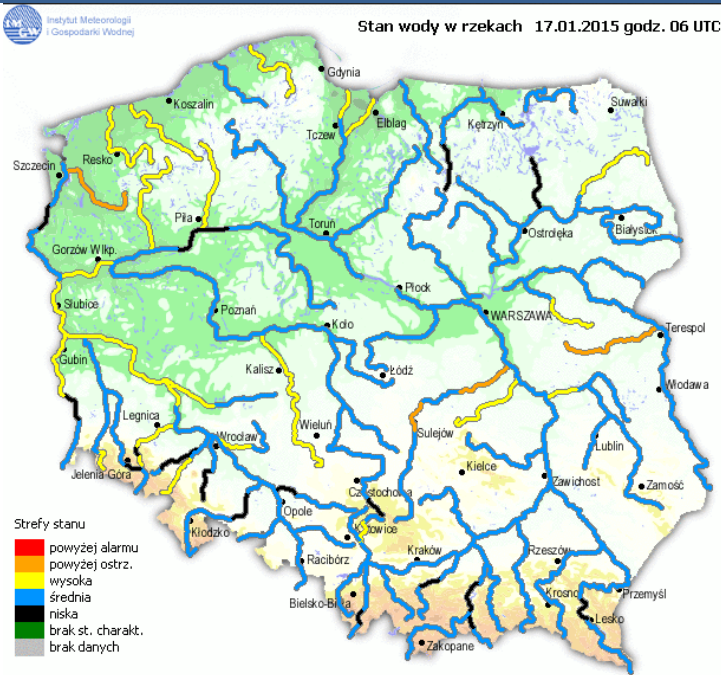 Instytut Meteorologii
i Gospodarki Wodnej
IMGW
Stan wody w rzekach 17.01.2015 godz. 06 UTC
Gdynia
Koszalin
Suwałki
Elbląg
Kętrzyn
Tczew
Resko
Szczecin
Piła
Toruń
Ostrołęka
Białystok
Gorzów Wlkp.
Płock
Słubice
Poznań
WARSZAWA
Koło
Terespol
Gubin
Kalisz
Łódź
Włodawa
Legnica
Wieluń
Sulejów
Wrocław
Lublin
Jelenia Góra
Kielce
Częstochowa
Zawichost
Zamość
Opole
Kłodzko
Katowice
Racibórz
Kraków
Rzeszów
Bielsko-Biała
Krosno
Przemyśl
Lesko
Zakopane
Strefy stanu
powyżej alarmu
powyżej ostrz.
wysoka
średnia
niska
brak st. charakt.
brak danych